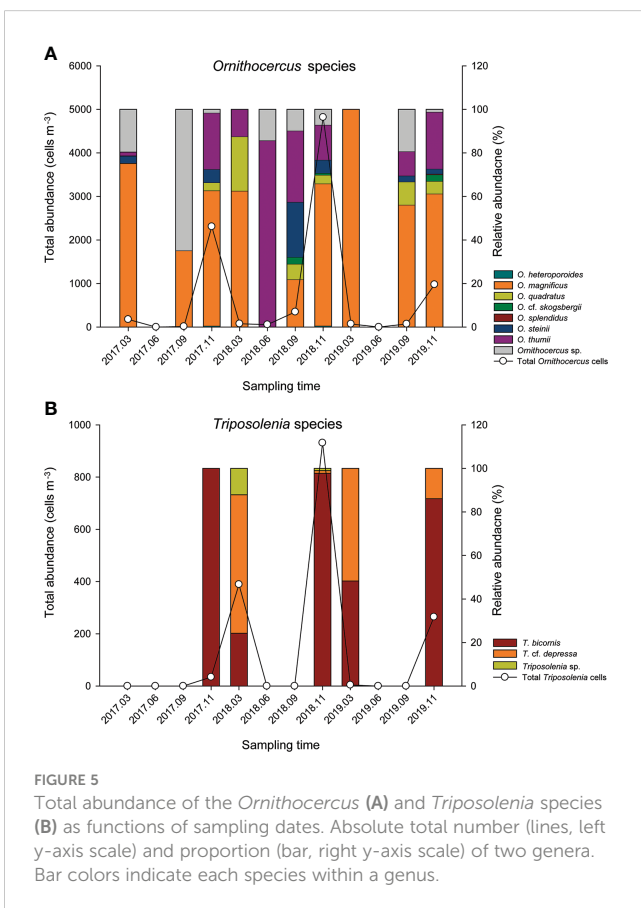 A
Ornithocercus species
Total abundance (cells m⁻³)
6000
5000
4000
3000
2000
1000
0
Relative abundacne (%)
120
100
80
60
40
20
0
O. heteroporoides
O. magnificus
O. quadratus
O. cf. skogsbergii
O. splendidus
O. steinii
O. thumii
Ornithocercus sp.
Total Ornithocercus cells
2017.03 2017.06 2017.09 2017.11 2018.03 2018.06 2018.09 2018.11 2019.03 2019.06 2019.09 2019.11
Sampling time
B
Triposolenia species
Total abundance (cells m⁻³)
1000
800
600
400
200
0
Relative abundacne (%)
120
100
80
60
40
20
0
T. bicornis
T. cf. depressa
Triposolenia sp.
Total Triposolenia cells
2017.03 2017.06 2017.09 2017.11 2018.03 2018.06 2018.09 2018.11 2019.03 2019.06 2019.09 2019.11
Sampling time
FIGURE 5
Total abundance of the Ornithocercus (A) and Triposolenia species
(B) as functions of sampling dates. Absolute total number (lines, left
y-axis scale) and proportion (bar, right y-axis scale) of two genera.
Bar colors indicate each species within a genus.